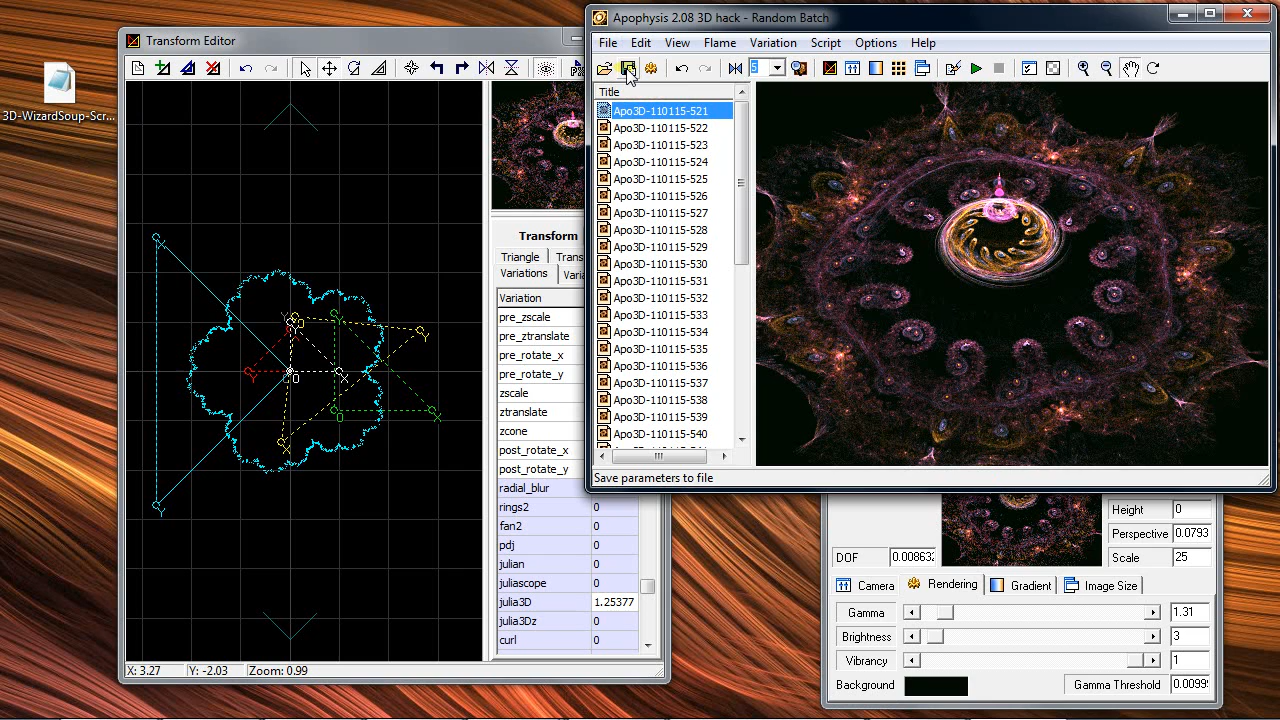 3D-WizardSoup-Scr...
Transform Editor
Transform
Triangle
Trans
Variations
Vari
Variation
pre_zscale
pre_ztranslate
pre_rotate_x
pre_rotate_y
zscale
ztranslate
zcone
post_rotate_x
post_rotate_y
radial_blur
rings2 0
fan2 0
pdj 0
julian 0
juliascope 0
julia3D 1.25377
julia3Dz 0
curl 0
X: 3.27 Y: -2.03 Zoom: 0.99
Apophysis 2.08 3D hack - Random Batch
File Edit View Flame Variation Script Options Help
5
Title
Apo3D-110115-521
Apo3D-110115-522
Apo3D-110115-523
Apo3D-110115-524
Apo3D-110115-525
Apo3D-110115-526
Apo3D-110115-527
Apo3D-110115-528
Apo3D-110115-529
Apo3D-110115-530
Apo3D-110115-531
Apo3D-110115-532
Apo3D-110115-533
Apo3D-110115-534
Apo3D-110115-535
Apo3D-110115-536
Apo3D-110115-537
Apo3D-110115-538
Apo3D-110115-539
Apo3D-110115-540
Save parameters to file
Height 0
Perspective 0.0793
DOF 0.0086
Scale 25
Camera Rendering Gradient Image Size
Gamma 1.31
Brightness 3
Vibrancy 1
Background
Gamma Threshold 0.009